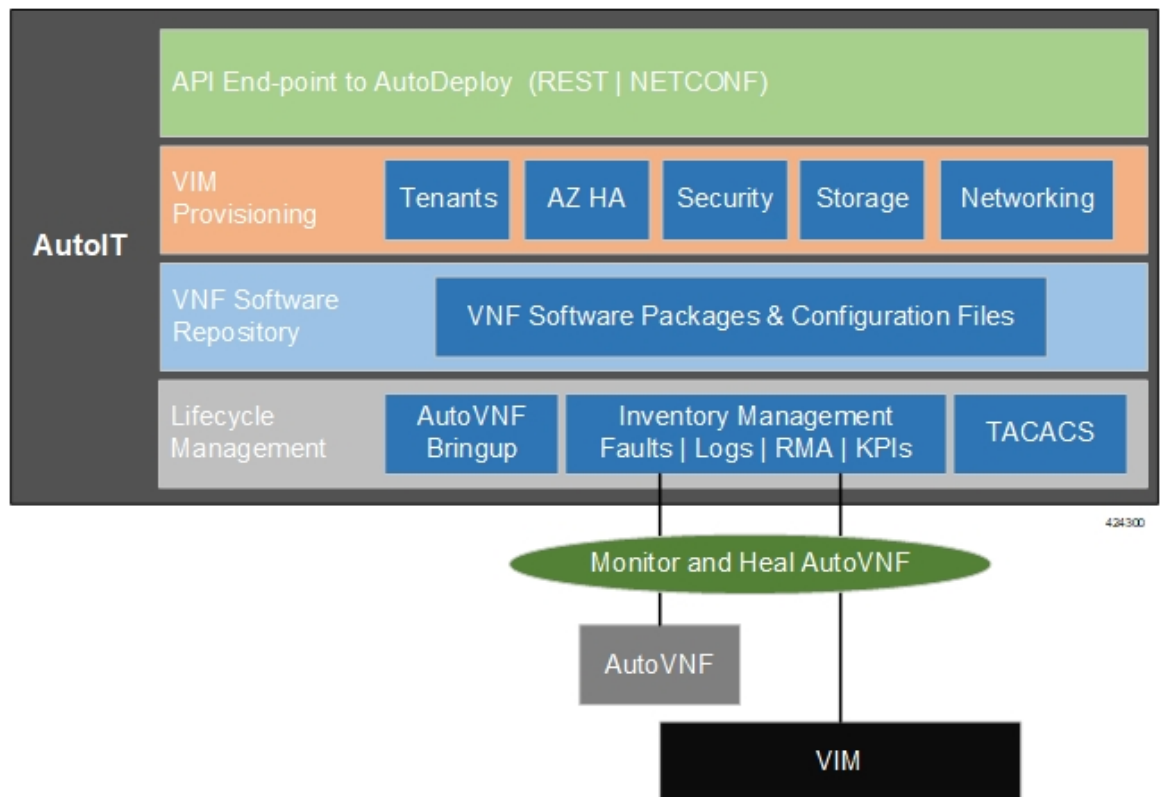 API End-point to AutoDeploy (REST | NETCONF)
AutoIT
VIM
Provisioning
Tenants
AZ HA
Security
Storage
Networking
VNF Software
Repository
VNF Software Packages & Configuration Files
Lifecycle
Management
AutoVNF
Bringup
Inventory Management
Faults | Logs | RMA | KPIs
TACACS
424300
Monitor and Heal AutoVNF
AutoVNF
VIM